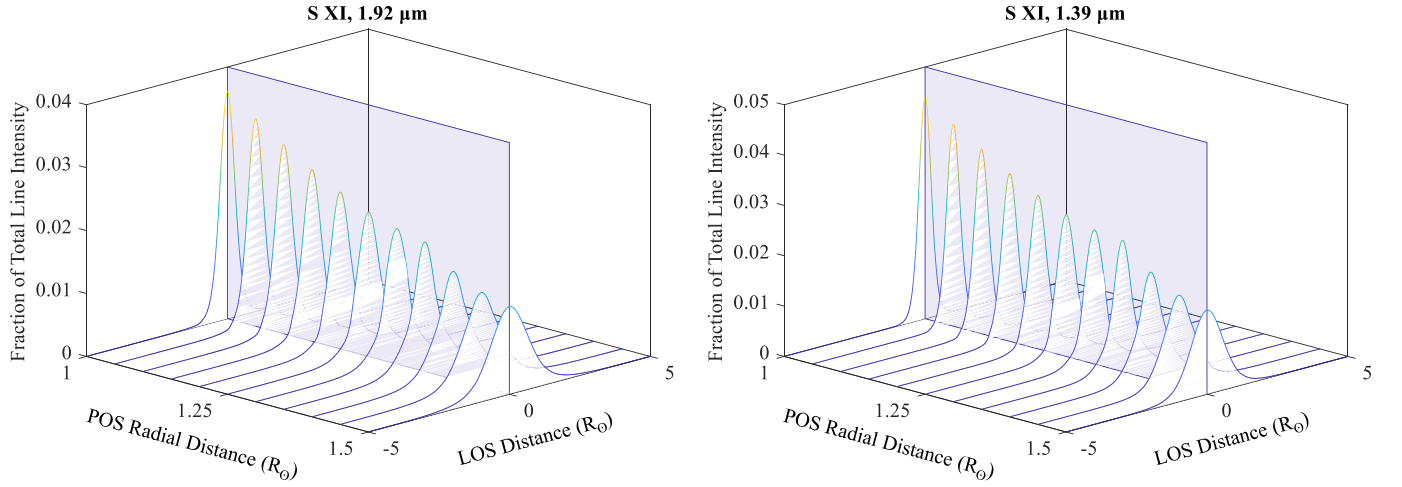 S XI, 1.92 μm
Fraction of Total Line Intensity
0.04
0.03
0.02
0.01
0
1
1.25
1.5
POS Radial Distance (R☉)
-5
0
5
LOS Distance (R☉)
S XI, 1.39 μm
Fraction of Total Line Intensity
0.05
0.04
0.03
0.02
0.01
0
1
1.25
1.5
POS Radial Distance (R☉)
-5
0
5
LOS Distance (R☉)